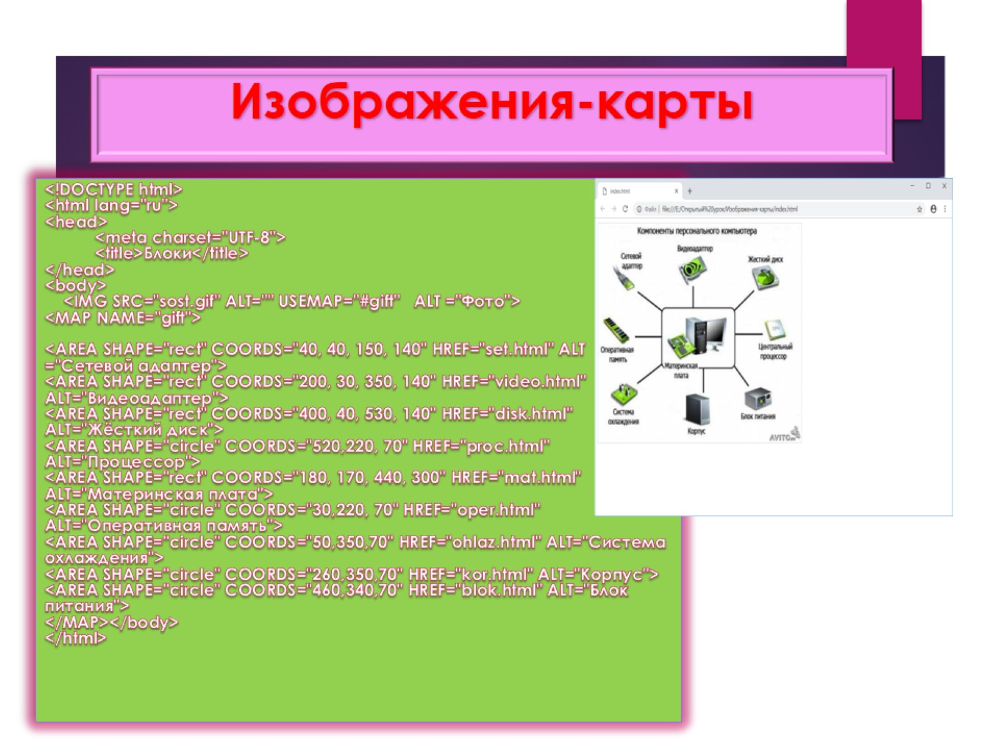 Изображения-карты
<!DOCTYPE html>
<html lang="ru">
<head>
<meta charset="UTF-8">
<title>Блоки</title>
</head>
<body>
<IMG SRC="sost.gif" ALT="" USEMAP="#gift" ALT ="Фото">
<MAP NAME="gift">
<AREA SHAPE="rect" COORDS="40, 40, 150, 140" HREF="set.html" ALT
="Сетевой адаптер">
<AREA SHAPE="rect" COORDS="200, 30, 350, 140" HREF="video.html"
ALT="Видеоадаптер">
<AREA SHAPE="rect" COORDS="400, 40, 530, 140" HREF="disk.html"
ALT="Жёсткий диск">
<AREA SHAPE="circle" COORDS="520,220, 70" HREF="proc.html"
ALT="Процессор">
<AREA SHAPE="rect" COORDS="180, 170, 440, 300" HREF="mat.html"
ALT="Материнская плата">
<AREA SHAPE="circle" COORDS="30,220, 70" HREF="oper.html"
ALT="Оперативная память">
<AREA SHAPE="circle" COORDS="50,350,70" HREF="ohlaz.html" ALT="Система
охлаждения">
<AREA SHAPE="circle" COORDS="260,350,70" HREF="kor.html" ALT="Корпус">
<AREA SHAPE="circle" COORDS="460,340,70" HREF="blok.html" ALT="Блок
питания">
</MAP></body>
</html>
index.html
Файл | file:///E:/Открытый%20урок/Изображения-карты/index.html
Компоненты персонального компьютера
Видеоадаптер
Сетевой
адаптер
Жесткий диск
CPU
Оперативная
память
Центральный
процессор
Материнская
плата
Система
охлаждения
Корпус
Блок питания
AVITO.ru